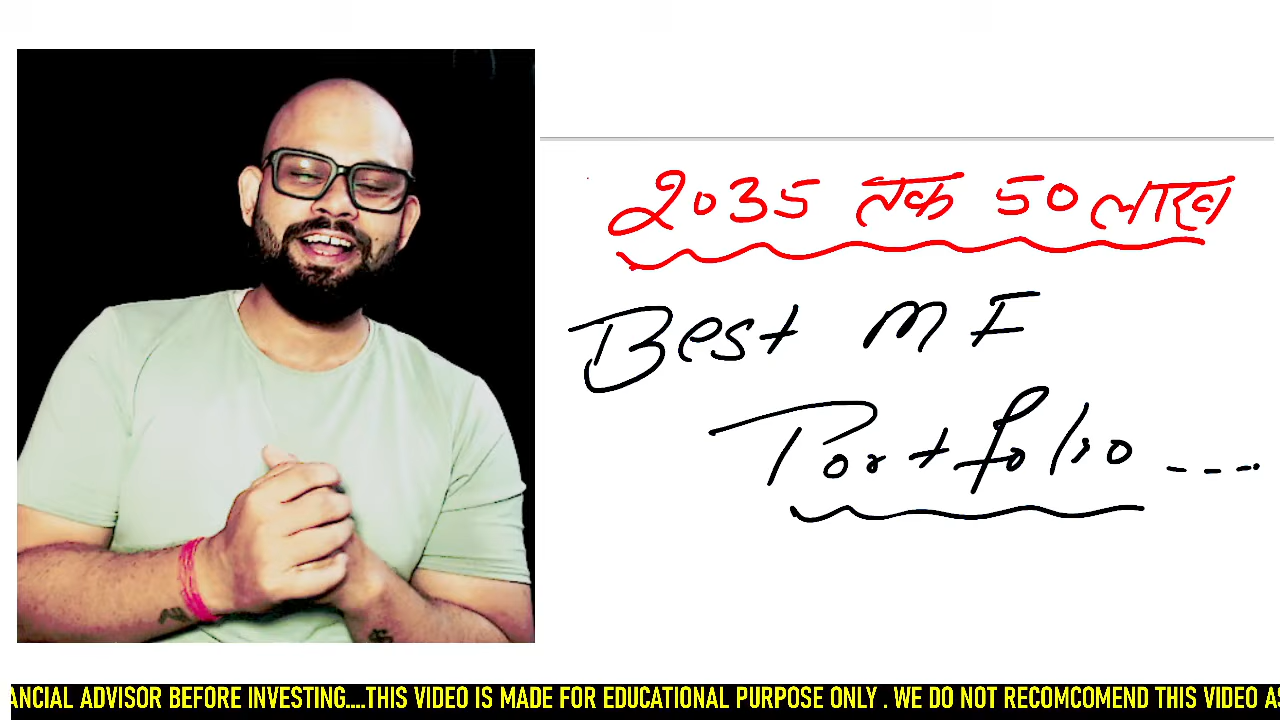 2035 तक 50 लाख
Best MF
Portfolio ----
ANCIAL ADVISOR BEFORE INVESTING....THIS VIDEO IS MADE FOR EDUCATIONAL PURPOSE ONLY . WE DO NOT RECOMCOMEND THIS VIDEO AS